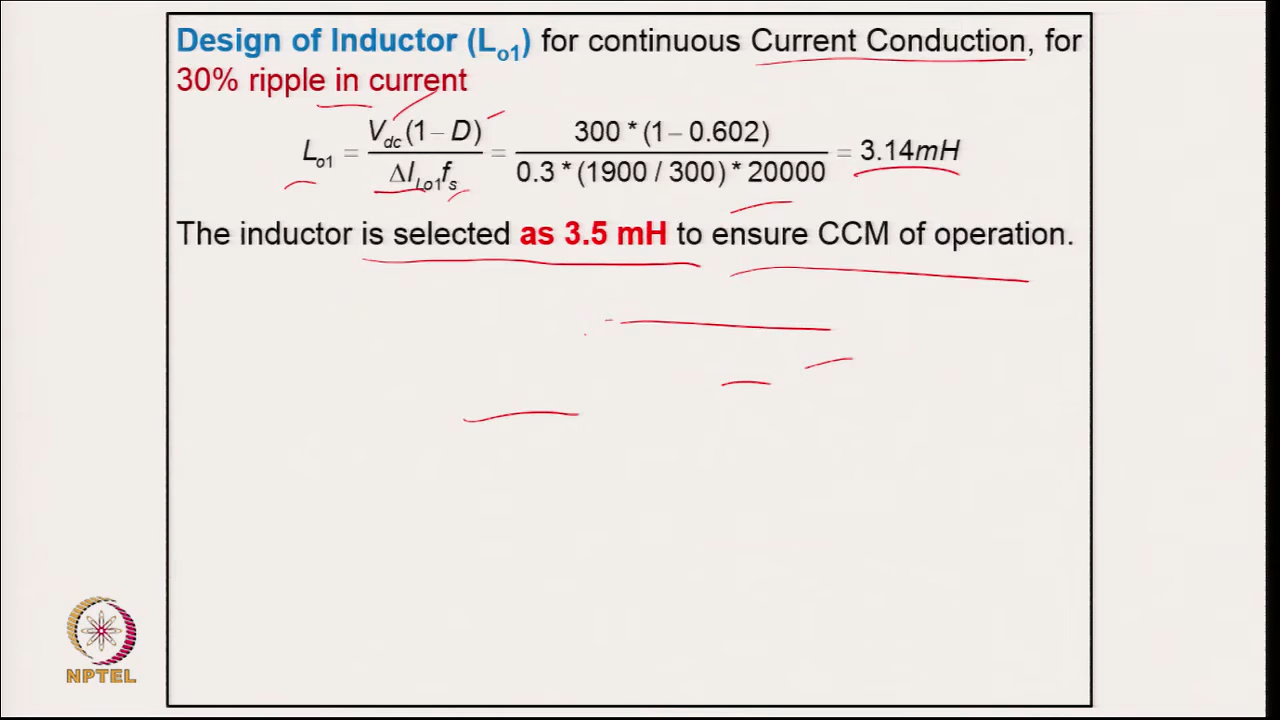 Design of Inductor (Lo1) for continuous Current Conduction, for
30% ripple in current
Lo1 = Vdc(1 – D) / ΔILo1fs = 300 * (1 – 0.602) / 0.3 * (1900 / 300) * 20000 = 3.14mH
The inductor is selected as 3.5 mH to ensure CCM of operation.
NPTEL